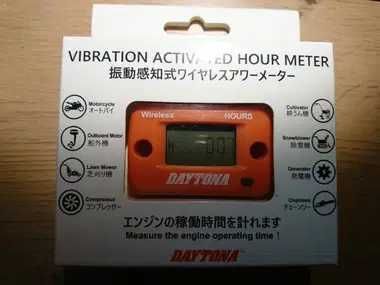 VIBRATION ACTIVATED HOUR METER
振動感知式ワイヤレスアワーメーター
Motorcycle
オートバイ
Outboard Motor
船外機
Lawn Mower
芝刈り機
Compressor
コンプレッサー
Wireless
HOURS
00
DAYTONA
Cultivator
耕うん機
Snowblower
除雪機
Generator
発電機
Chainsaw
チェーンソー
エンジンの稼働時間を計れます
Measure the engine operating time !
DAYTONA